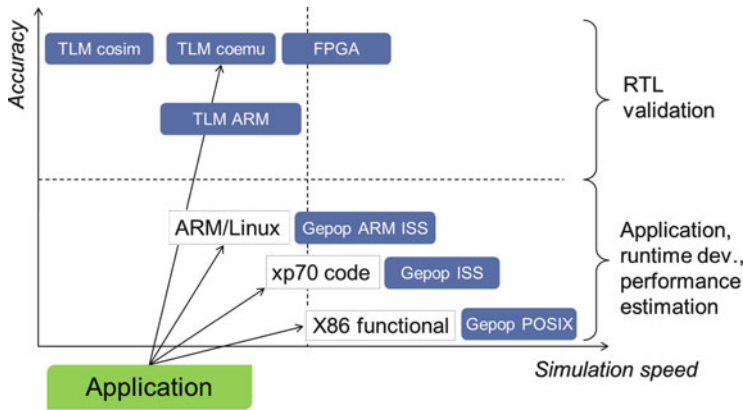 Accuracy
TLM cosim
TLM coemu
FPGA
TLM ARM
RTL
validation
ARM/Linux
Gepop ARM ISS
xp70 code
Gepop ISS
X86 functional
Gepop POSIX
Application,
runtime dev.,
performance
estimation
Application
Simulation speed